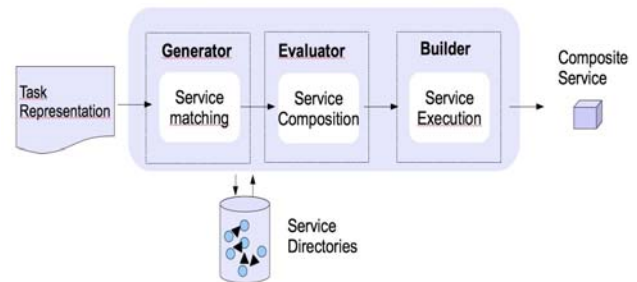 Generator
Evaluator
Builder
Task
Representation
Service
matching
Service
Composition
Service
Execution
Composite
Service
Service
Directories